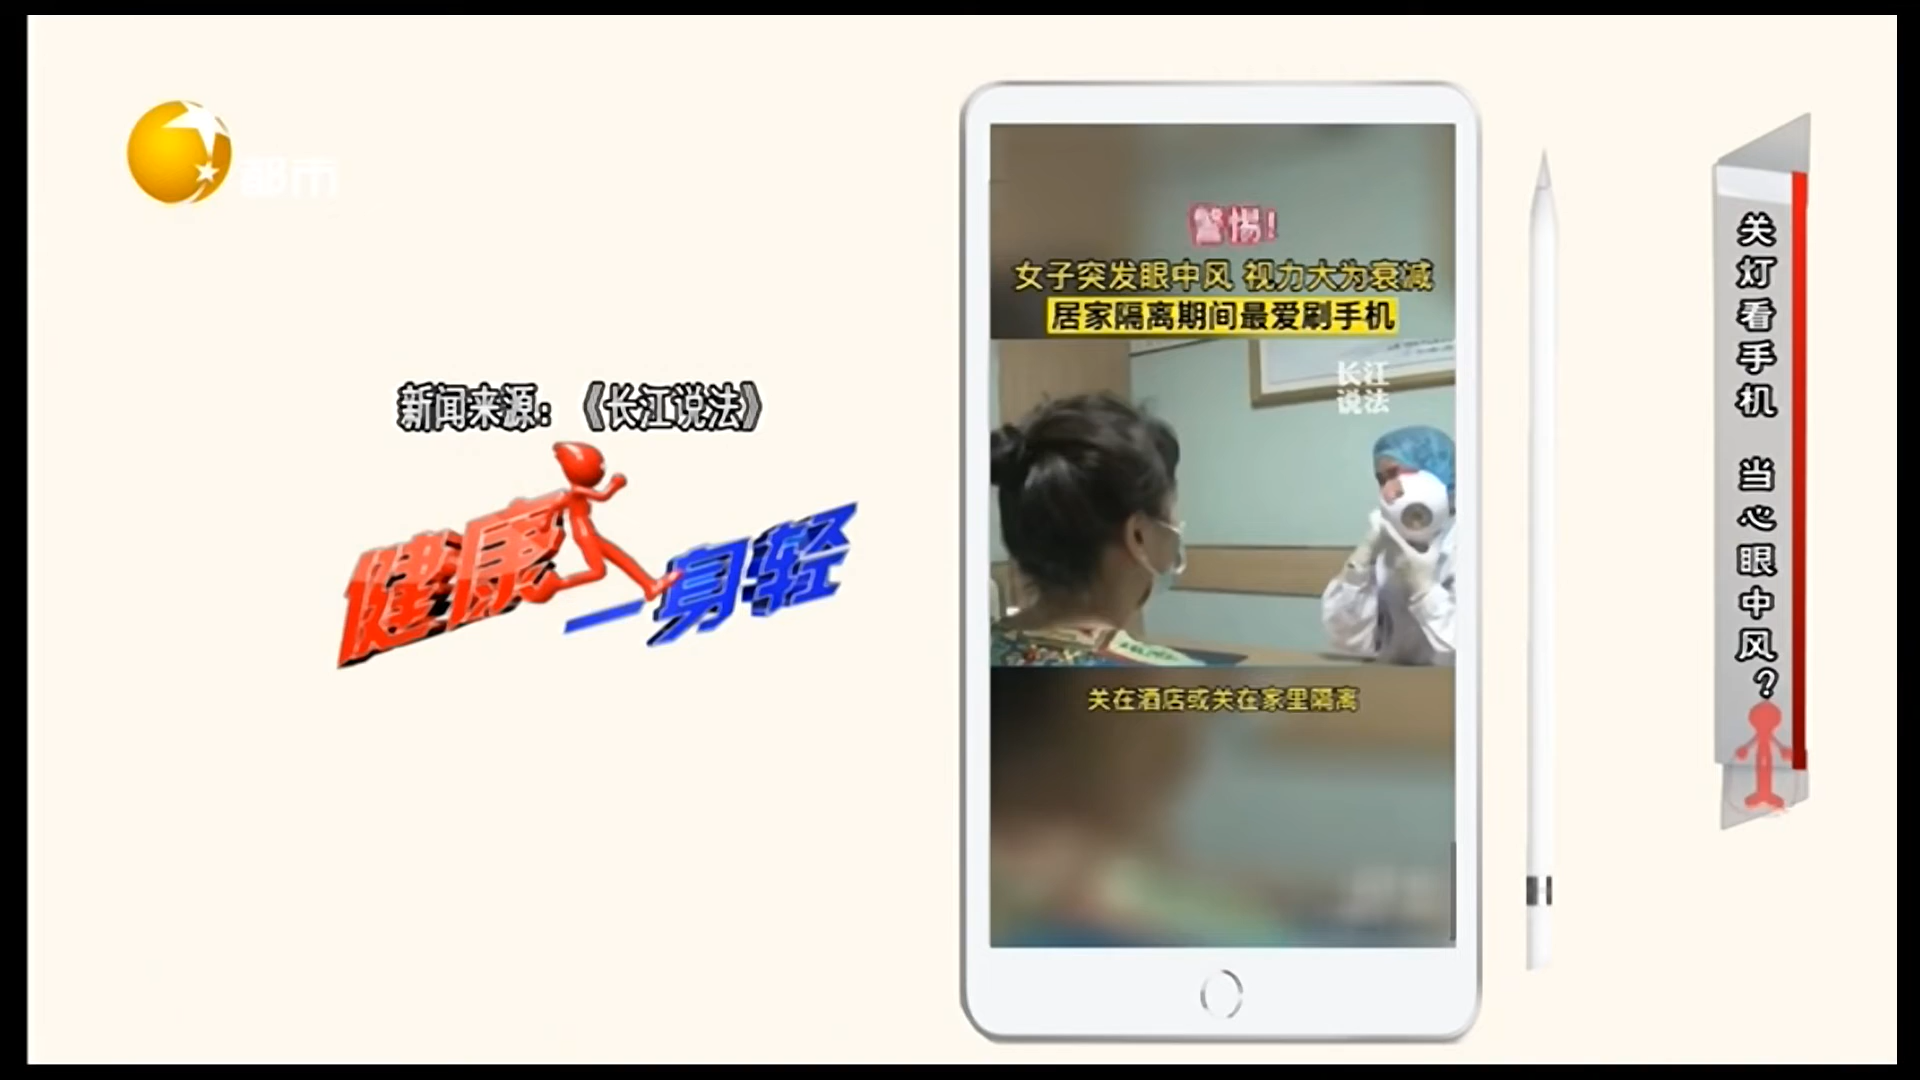 都市
新闻来源：《长江说法》
健康一身轻
警惕！
女子突发眼中风 视力大为衰减
居家隔离期间最爱刷手机
长江
说法
关在酒店或关在家里隔离
关灯看手机 当心眼中风？